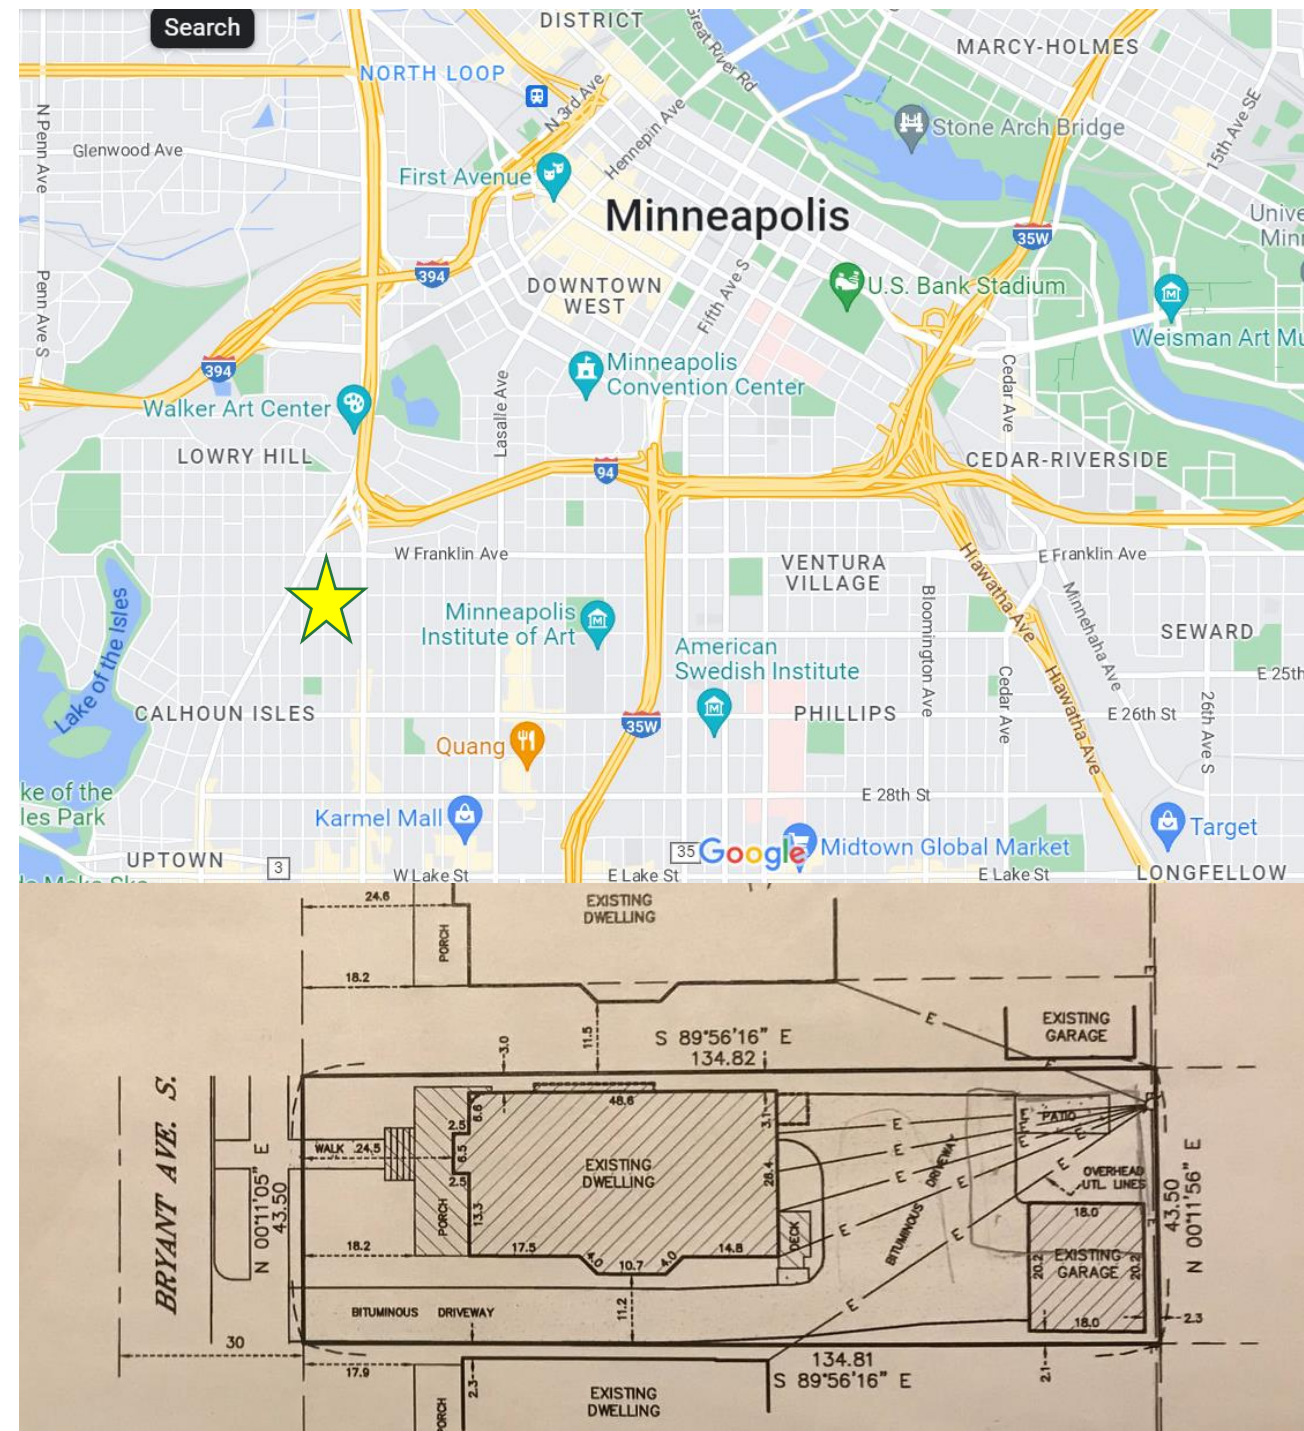 Search
DISTRICT
Great River Rd
MARCY-HOLMES
NORTH LOOP
N 3rd Ave
N Penn Ave
Glenwood Ave
Hennepin Ave
Stone Arch Bridge
15th Ave SE
First Avenue
Minneapolis
Unive
Minn
35W
394
DOWNTOWN
WEST
Fifth Ave S
U.S. Bank Stadium
Penn Ave S
Weisman Art Mu
394
Minneapolis
Convention Center
Cedar Ave
Lasalle Ave
Walker Art Center
LOWRY HILL
94
CEDAR-RIVERSIDE
W Franklin Ave
VENTURA
VILLAGE
E Franklin Ave
Hiawatha Ave
Minnehaha Ave
Bloomington Ave
Lake of the Isles
Minneapolis
Institute of Art
SEWARD
American
Swedish Institute
Cedar Ave
Hiawatha Ave
E 25th
CALHOUN ISLES
35W
PHILLIPS
E 26th St
26th Ave S
Quang
ke of the
les Park
E 28th St
Karmel Mall
Target
UPTOWN
3
35
Google
Midtown Global Market
W Lake St
E Lake St
E Lake St
LONGFELLOW
24.6
EXISTING
DWELLING
PORCH
18.2
11.5
E
EXISTING
GARAGE
3.0
S 89°56'16" E
134.82
BRYANT AVE. S.
N 00°11'05" E
43.50
WALK 24.5
2.5
6.6
6.5
2.5
13.3
PORCH
48.6
3.1
EXISTING
DWELLING
28.4
DECK
E
E
E
E
E
E
E
E
E
E
E
E
PATIO
OVERHEAD
UTL. LINES
BITUMINOUS DRIVEWAY
18.0
EXISTING
GARAGE
20.2
20.2
18.0
43.50
N 00°11'56" E
18.2
17.5
4.0
10.7
4.0
14.8
11.2
BITUMINOUS DRIVEWAY
2.3
30
17.9
2.3
134.81
S 89°56'16" E
2.1
EXISTING
DWELLING
PORCH